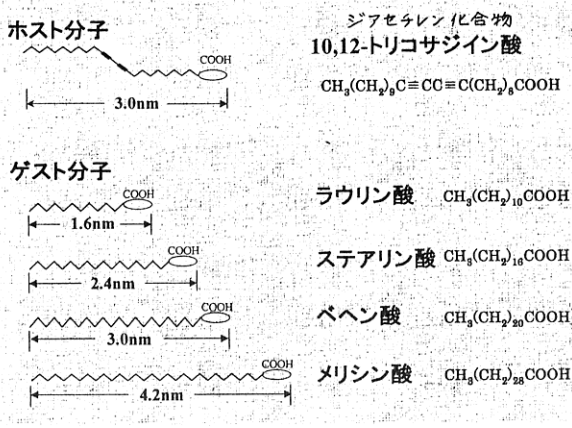 ホスト分子
COOH
3.0nm
ジアセチレン化合物
10,12-トリコサジイン酸
CH₃(CH₂)₉C≡CC≡C(CH₂)₈COOH
ゲスト分子
COOH
1.6nm
ラウリン酸 CH₃(CH₂)₁₀COOH
COOH
2.4nm
ステアリン酸 CH₃(CH₂)₁₆COOH
COOH
3.0nm
ベヘン酸 CH₃(CH₂)₂₀COOH
COOH
4.2nm
メリシン酸 CH₃(CH₂)₂₈COOH